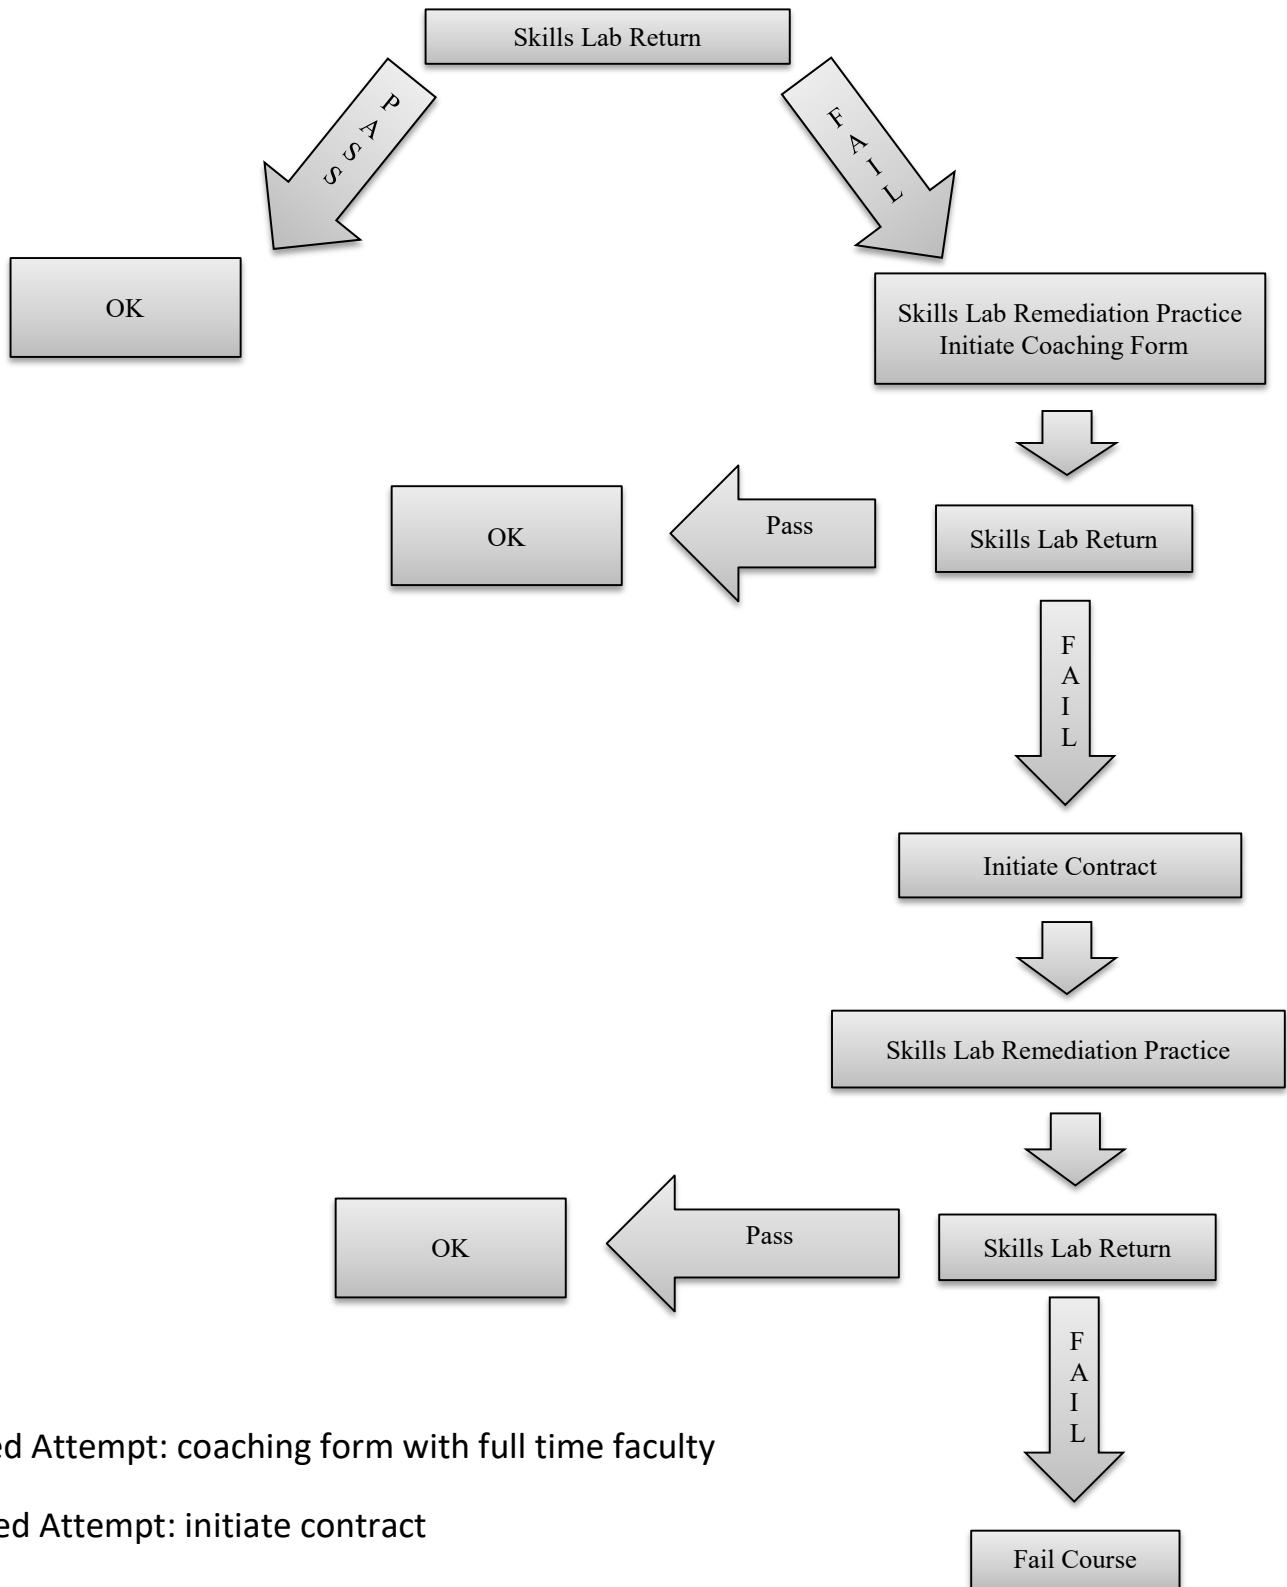 Skills Lab Return
PASS
FAIL
OK
Skills Lab Remediation Practice
Initiate Coaching Form
OK
Pass
Skills Lab Return
FAIL
Initiate Contract
Skills Lab Remediation Practice
OK
Pass
Skills Lab Return
FAIL
Attempt: coaching form with full time faculty
Attempt: initiate contract
Fail Course